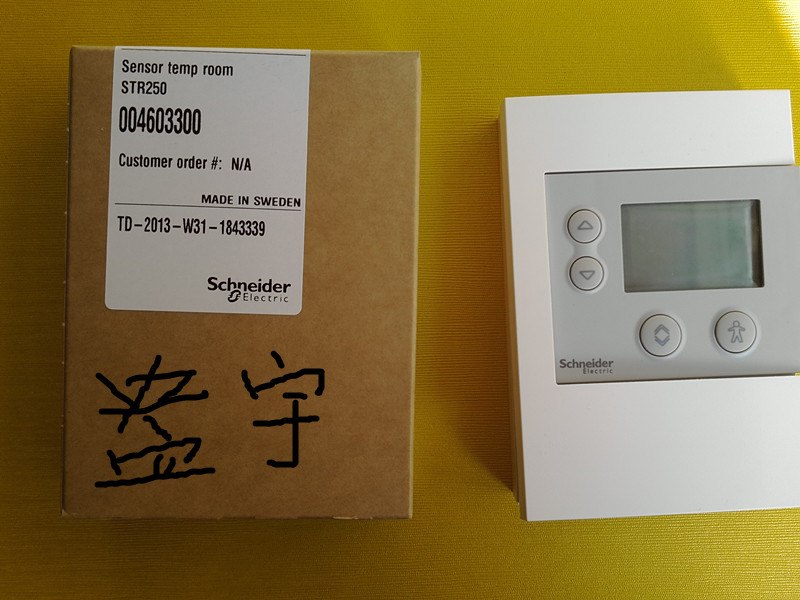 Sensor temp room
STR250
004603300
Customer order #: N/A
MADE IN SWEDEN
TD-2013-W31-1843339
Schneider
Electric
宇
Schneider
Electric